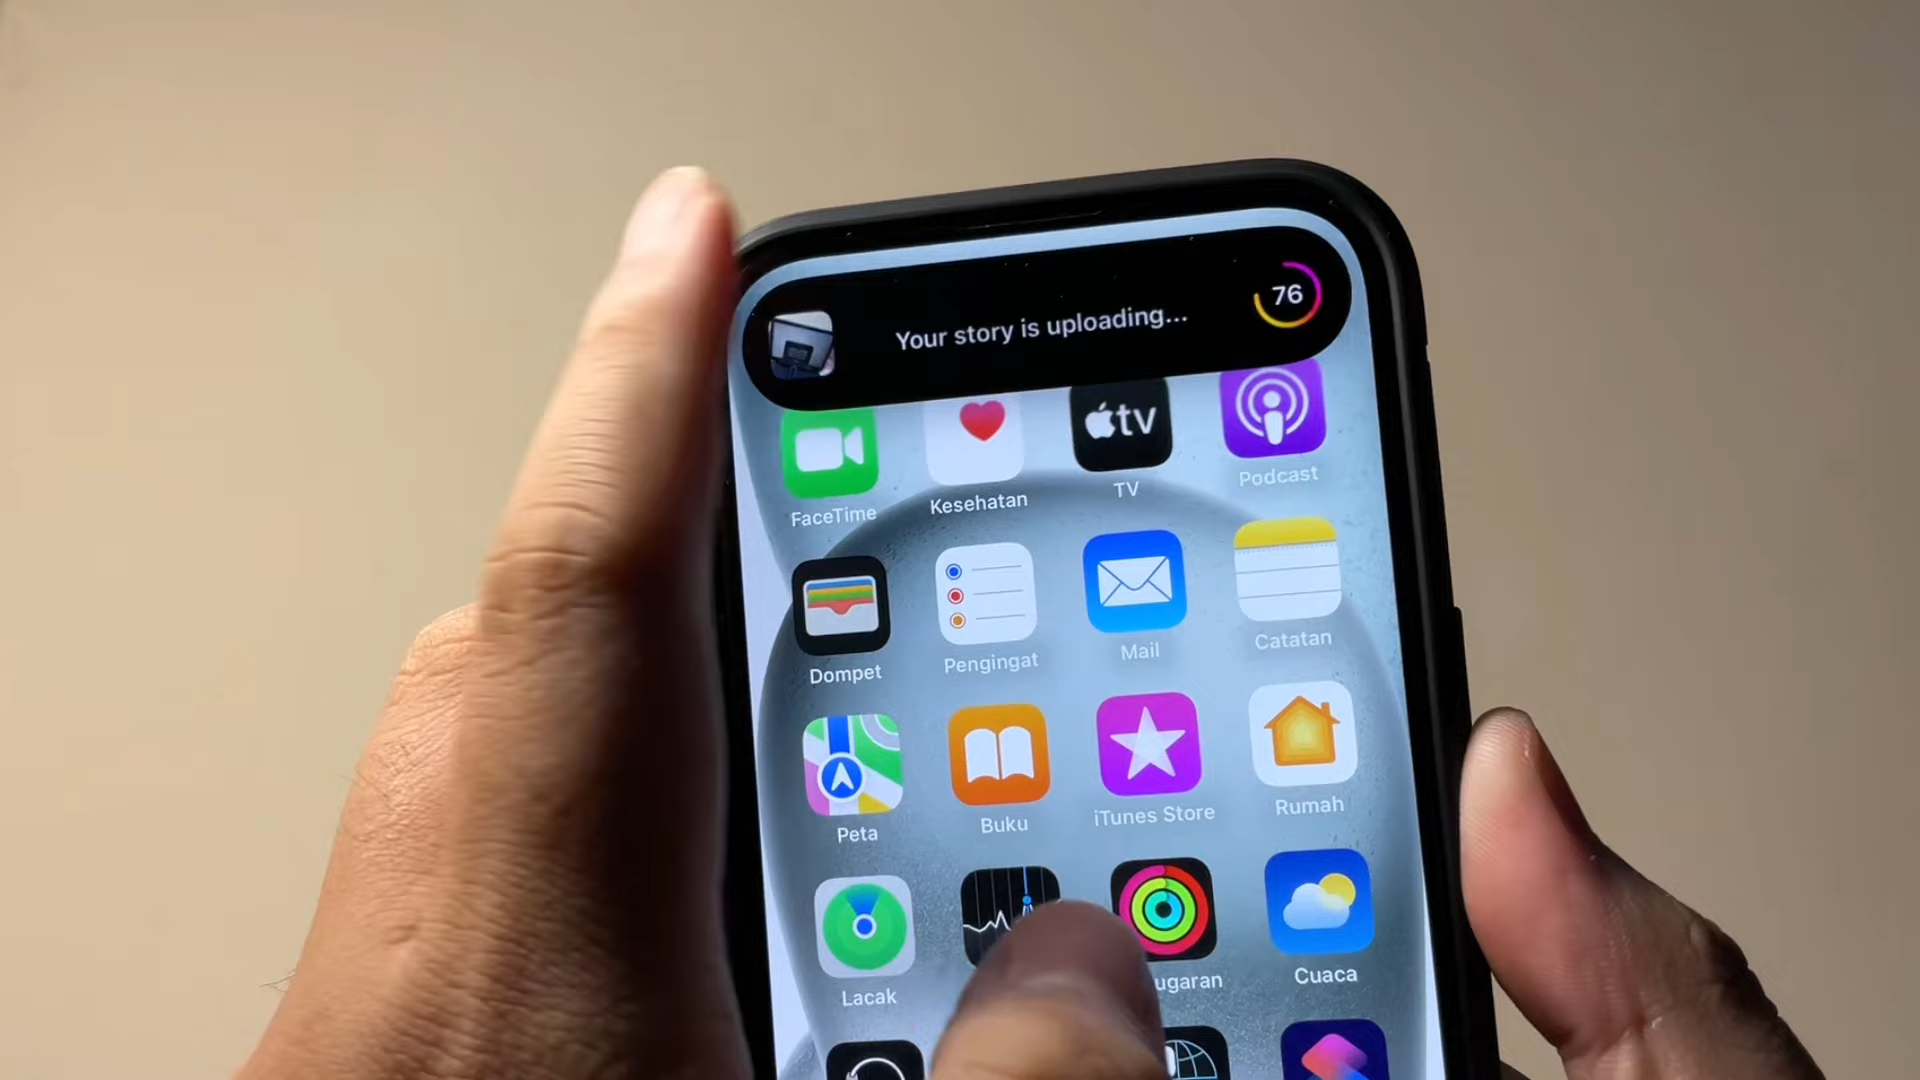 Your story is uploading...
76
tv
FaceTime
Kesehatan
TV
Podcast
Dompet
Pengingat
Mail
Catatan
Peta
Buku
iTunes Store
Rumah
Lacak
ugaran
Cuaca